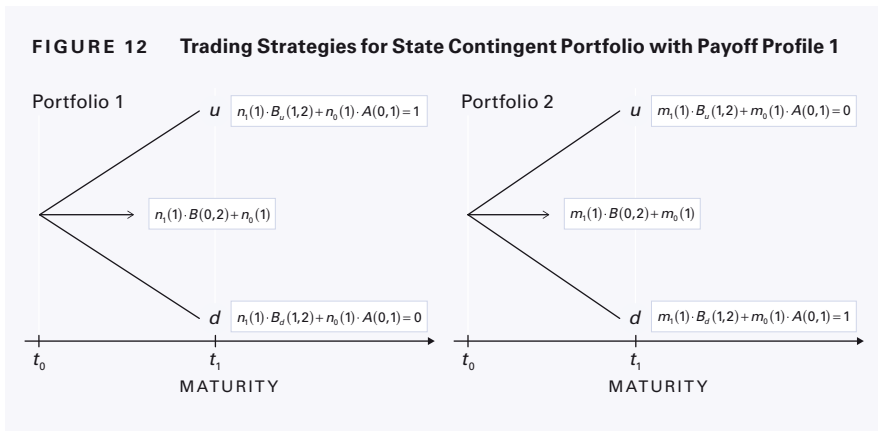 FIGURE 12 Trading Strategies for State Contingent Portfolio with Payoff Profile 1
Portfolio 1
u n₁(1)·Bᵤ(1,2)+n₀(1)·A(0,1)=1
n₁(1)·B(0,2)+n₀(1)
d n₁(1)·B_d(1,2)+n₀(1)·A(0,1)=0
t₀ t₁
MATURITY
Portfolio 2
u m₁(1)·Bᵤ(1,2)+m₀(1)·A(0,1)=0
m₁(1)·B(0,2)+m₀(1)
d m₁(1)·B_d(1,2)+m₀(1)·A(0,1)=1
t₀ t₁
MATURITY